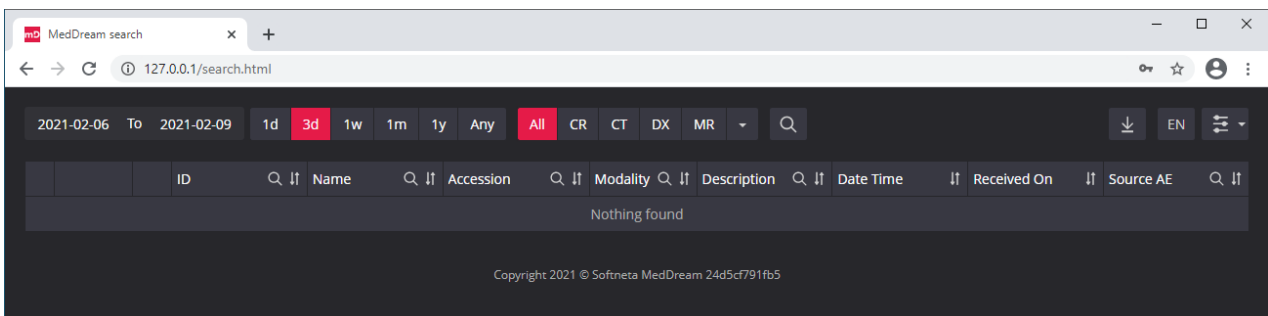 mD MedDream search
127.0.0.1/search.html
2021-02-06 To 2021-02-09 1d 3d 1w 1m 1y Any All CR CT DX MR EN
ID Name Accession Modality Description Date Time Received On Source AE
Nothing found
Copyright 2021 © Softneta MedDream 24d5cf791fb5